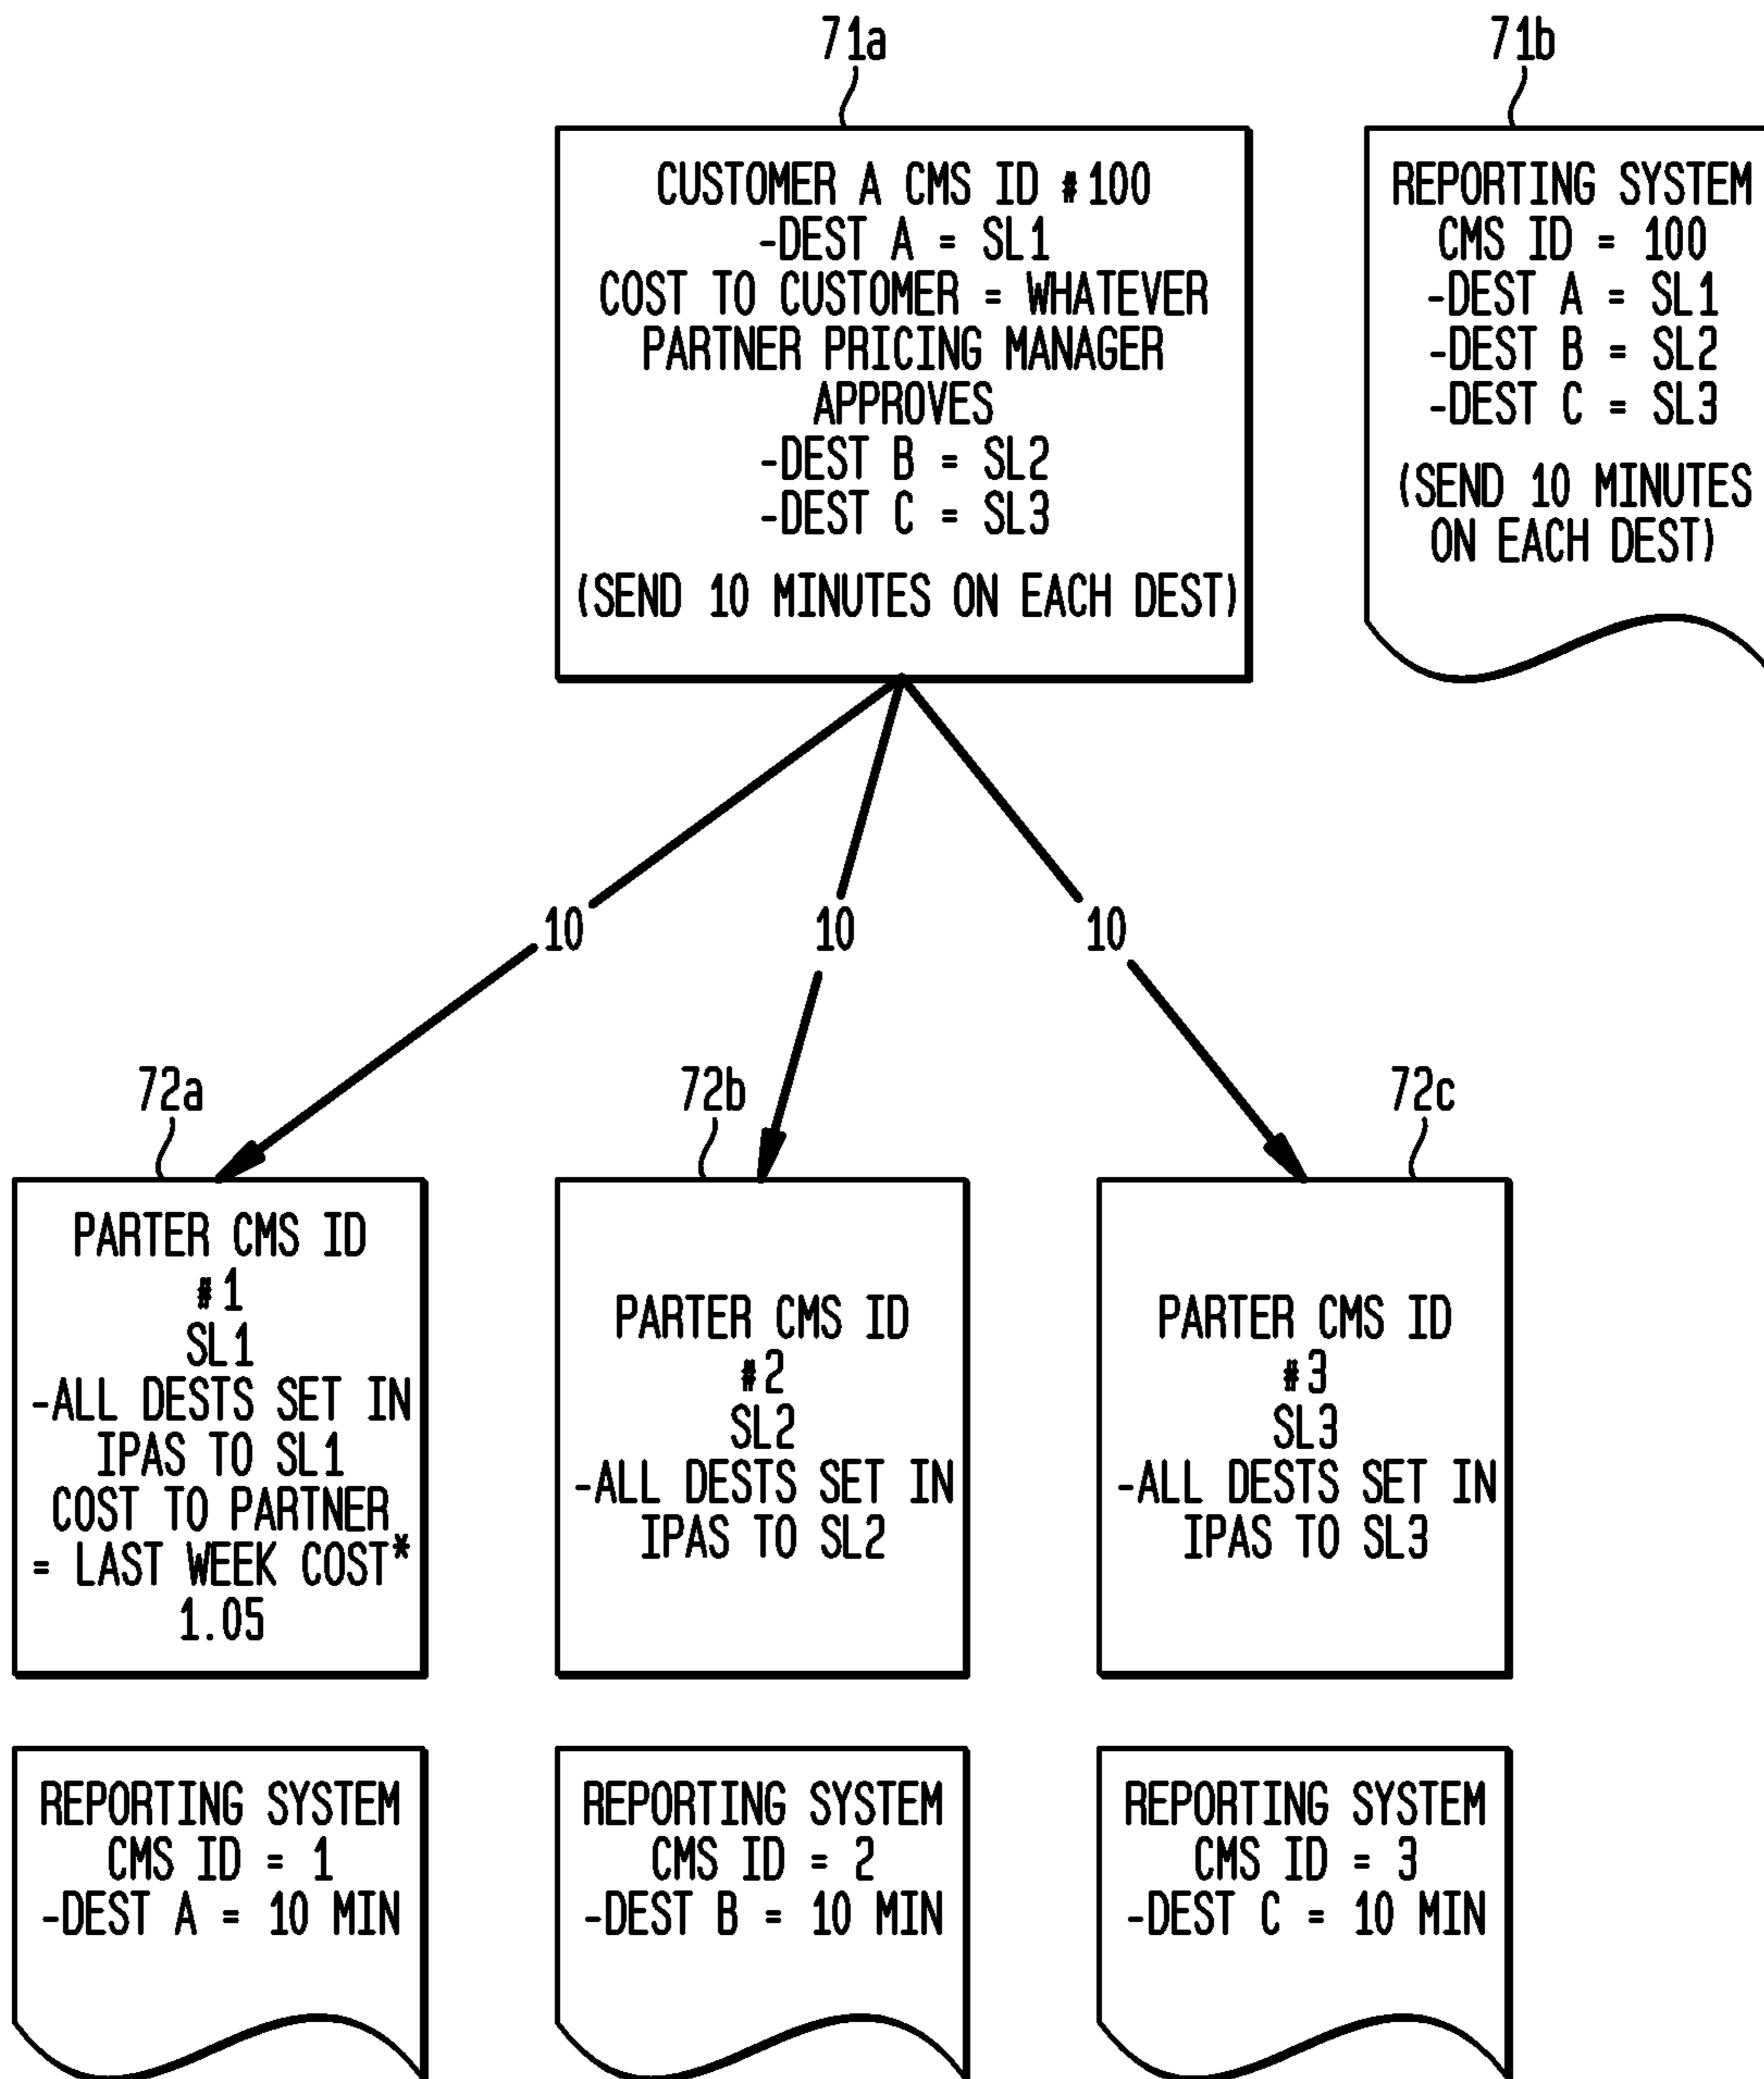 71a
71b
CUSTOMER A CMS ID #100
-DEST A = SL1
COST TO CUSTOMER = WHATEVER
PARTNER PRICING MANAGER
APPROVES
-DEST B = SL2
-DEST C = SL3
(SEND 10 MINUTES ON EACH DEST)
REPORTING SYSTEM
CMS ID = 100
-DEST A = SL1
-DEST B = SL2
-DEST C = SL3
(SEND 10 MINUTES
ON EACH DEST)
10
10
10
72a
72b
72c
PARTER CMS ID
#1
SL1
-ALL DESTS SET IN
IPAS TO SL1
COST TO PARTNER
= LAST WEEK COST*
1.05
PARTER CMS ID
#2
SL2
-ALL DESTS SET IN
IPAS TO SL2
PARTER CMS ID
#3
SL3
-ALL DESTS SET IN
IPAS TO SL3
REPORTING SYSTEM
CMS ID = 1
-DEST A = 10 MIN
REPORTING SYSTEM
CMS ID = 2
-DEST B = 10 MIN
REPORTING SYSTEM
CMS ID = 3
-DEST C = 10 MIN